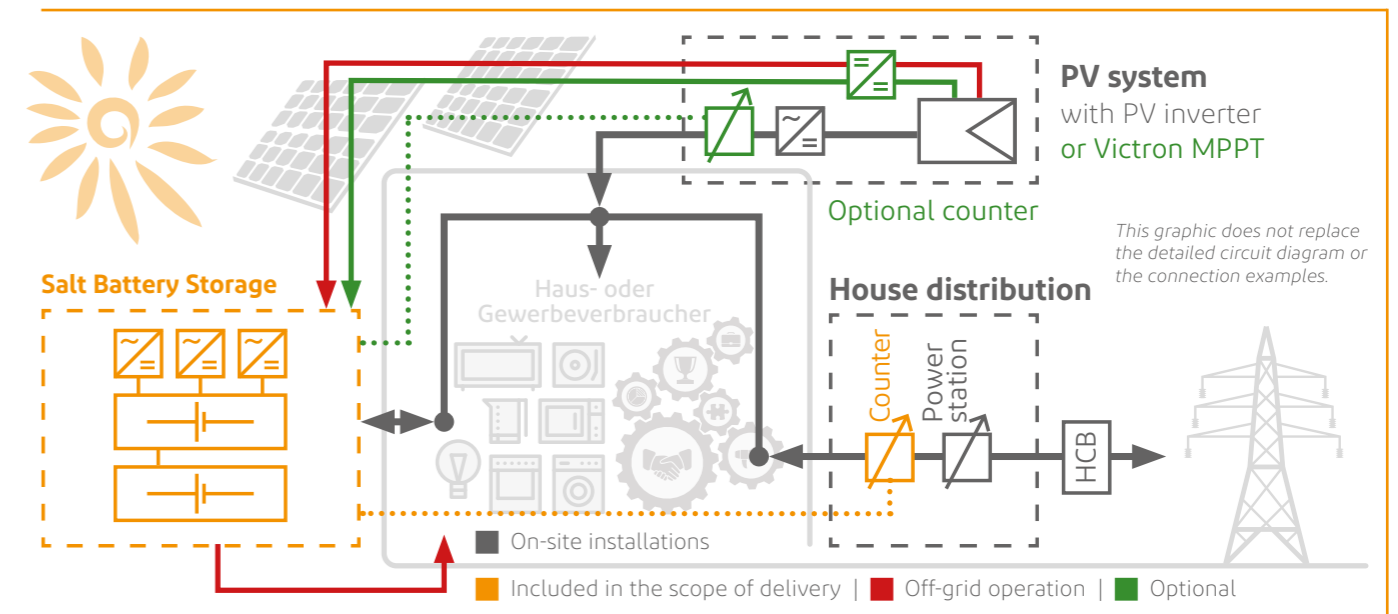 PV system
with PV inverter
or Victron MPPT
Optional counter
This graphic does not replace
the detailed circuit diagram or
the connection examples.
Salt Battery Storage
Haus- oder
Gewerbeverbraucher
House distribution
Counter
Power
station
HCB
On-site installations
Included in the scope of delivery | Off-grid operation | Optional